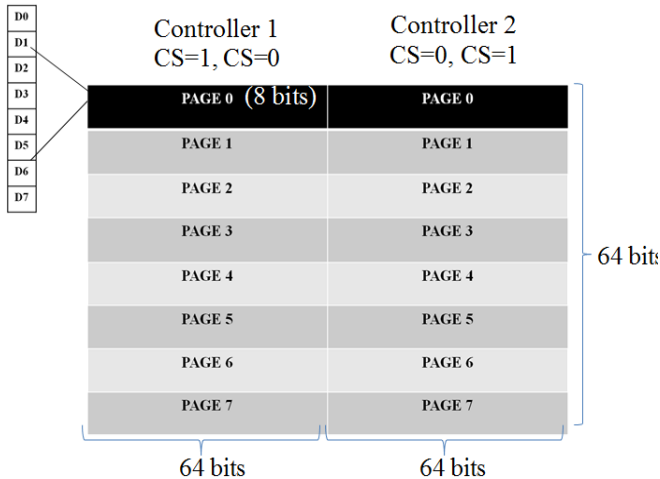 D0
D1
D2
D3
D4
D5
D6
D7
Controller 1
CS=1, CS=0
Controller 2
CS=0, CS=1
PAGE 0 (8 bits)
PAGE 0
PAGE 1
PAGE 1
PAGE 2
PAGE 2
PAGE 3
PAGE 3
PAGE 4
PAGE 4
PAGE 5
PAGE 5
PAGE 6
PAGE 6
PAGE 7
PAGE 7
64 bits
64 bits
64 bits